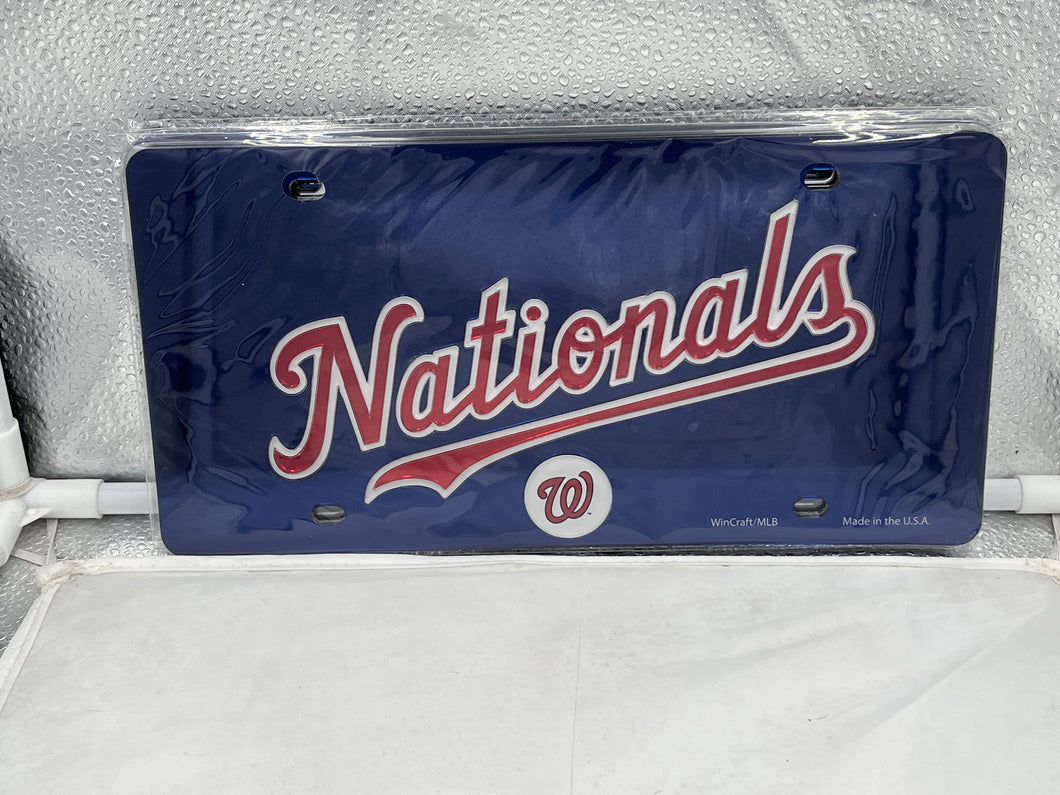 Nationals
W
WinCraft/MLB
Made in the U.S.A.